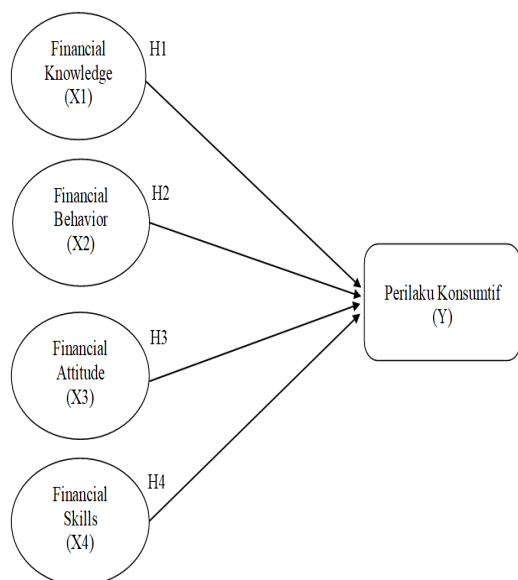 Financial
Knowledge
(X1)
H1
Financial
Behavior
(X2)
H2
Financial
Attitude
(X3)
H3
Financial
Skills
(X4)
H4
Perilaku Konsumtif
(Y)